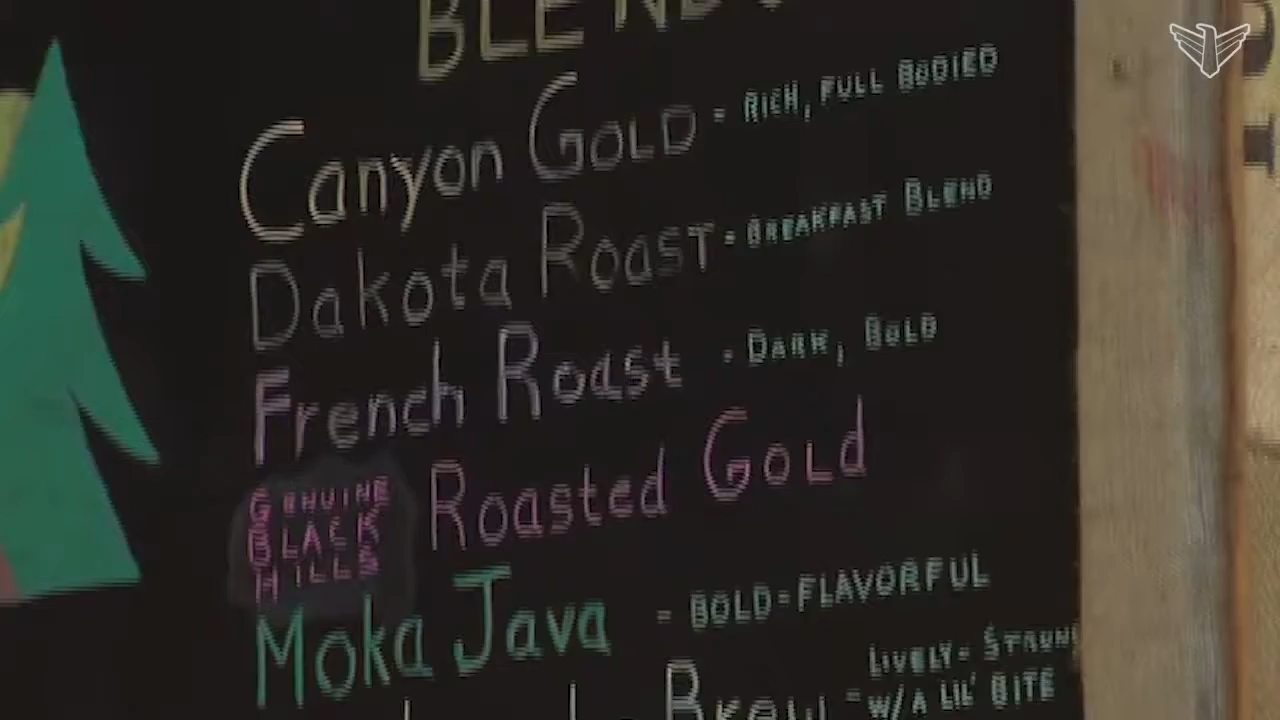 BLENDS
Canyon Gold - Rich, Full Bodied
Dakota Roast - Breakfast Blend
French Roast - Dark, Bold
Genuine Black Hills Roasted Gold
Moka Java - BOLD-FLAVORFUL
Brew - Lively- Strong
w/A Lil' Bite